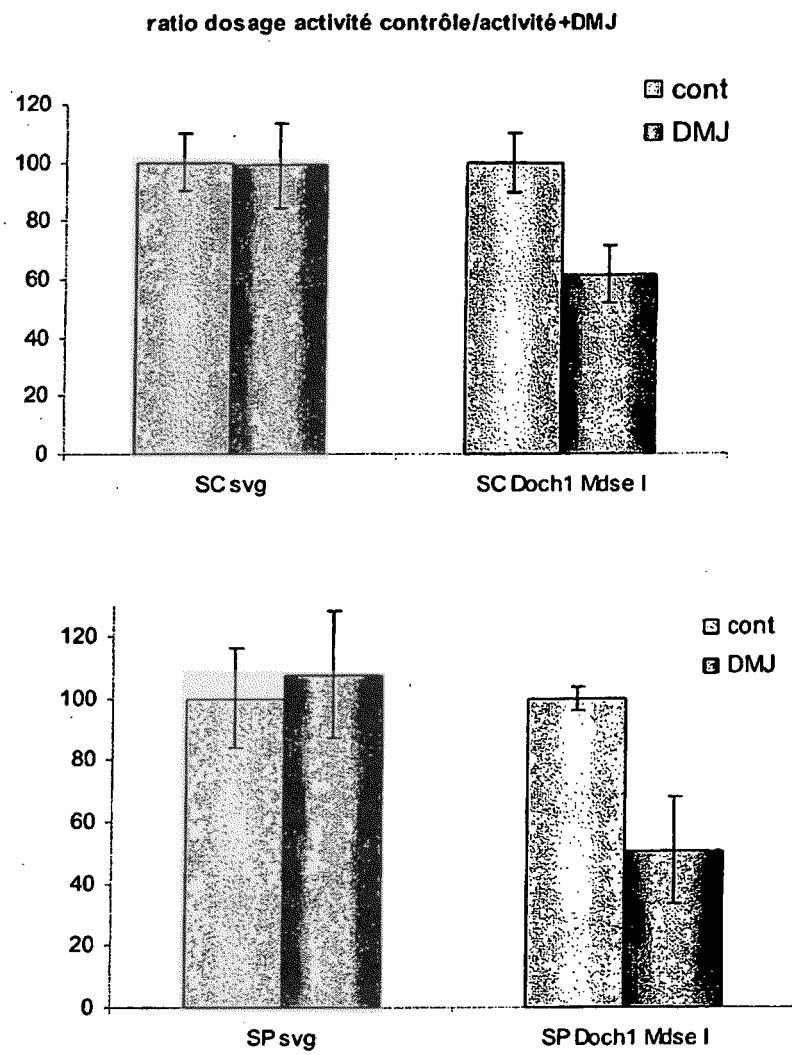 ratio dosage activité contrôle/activité+DMJ
cont
DMJ
120
100
80
60
40
20
0
SC svg
SC Doch1 Mdse I
cont
DMJ
120
100
80
60
40
20
0
SP svg
SP Doch1 Mdse I